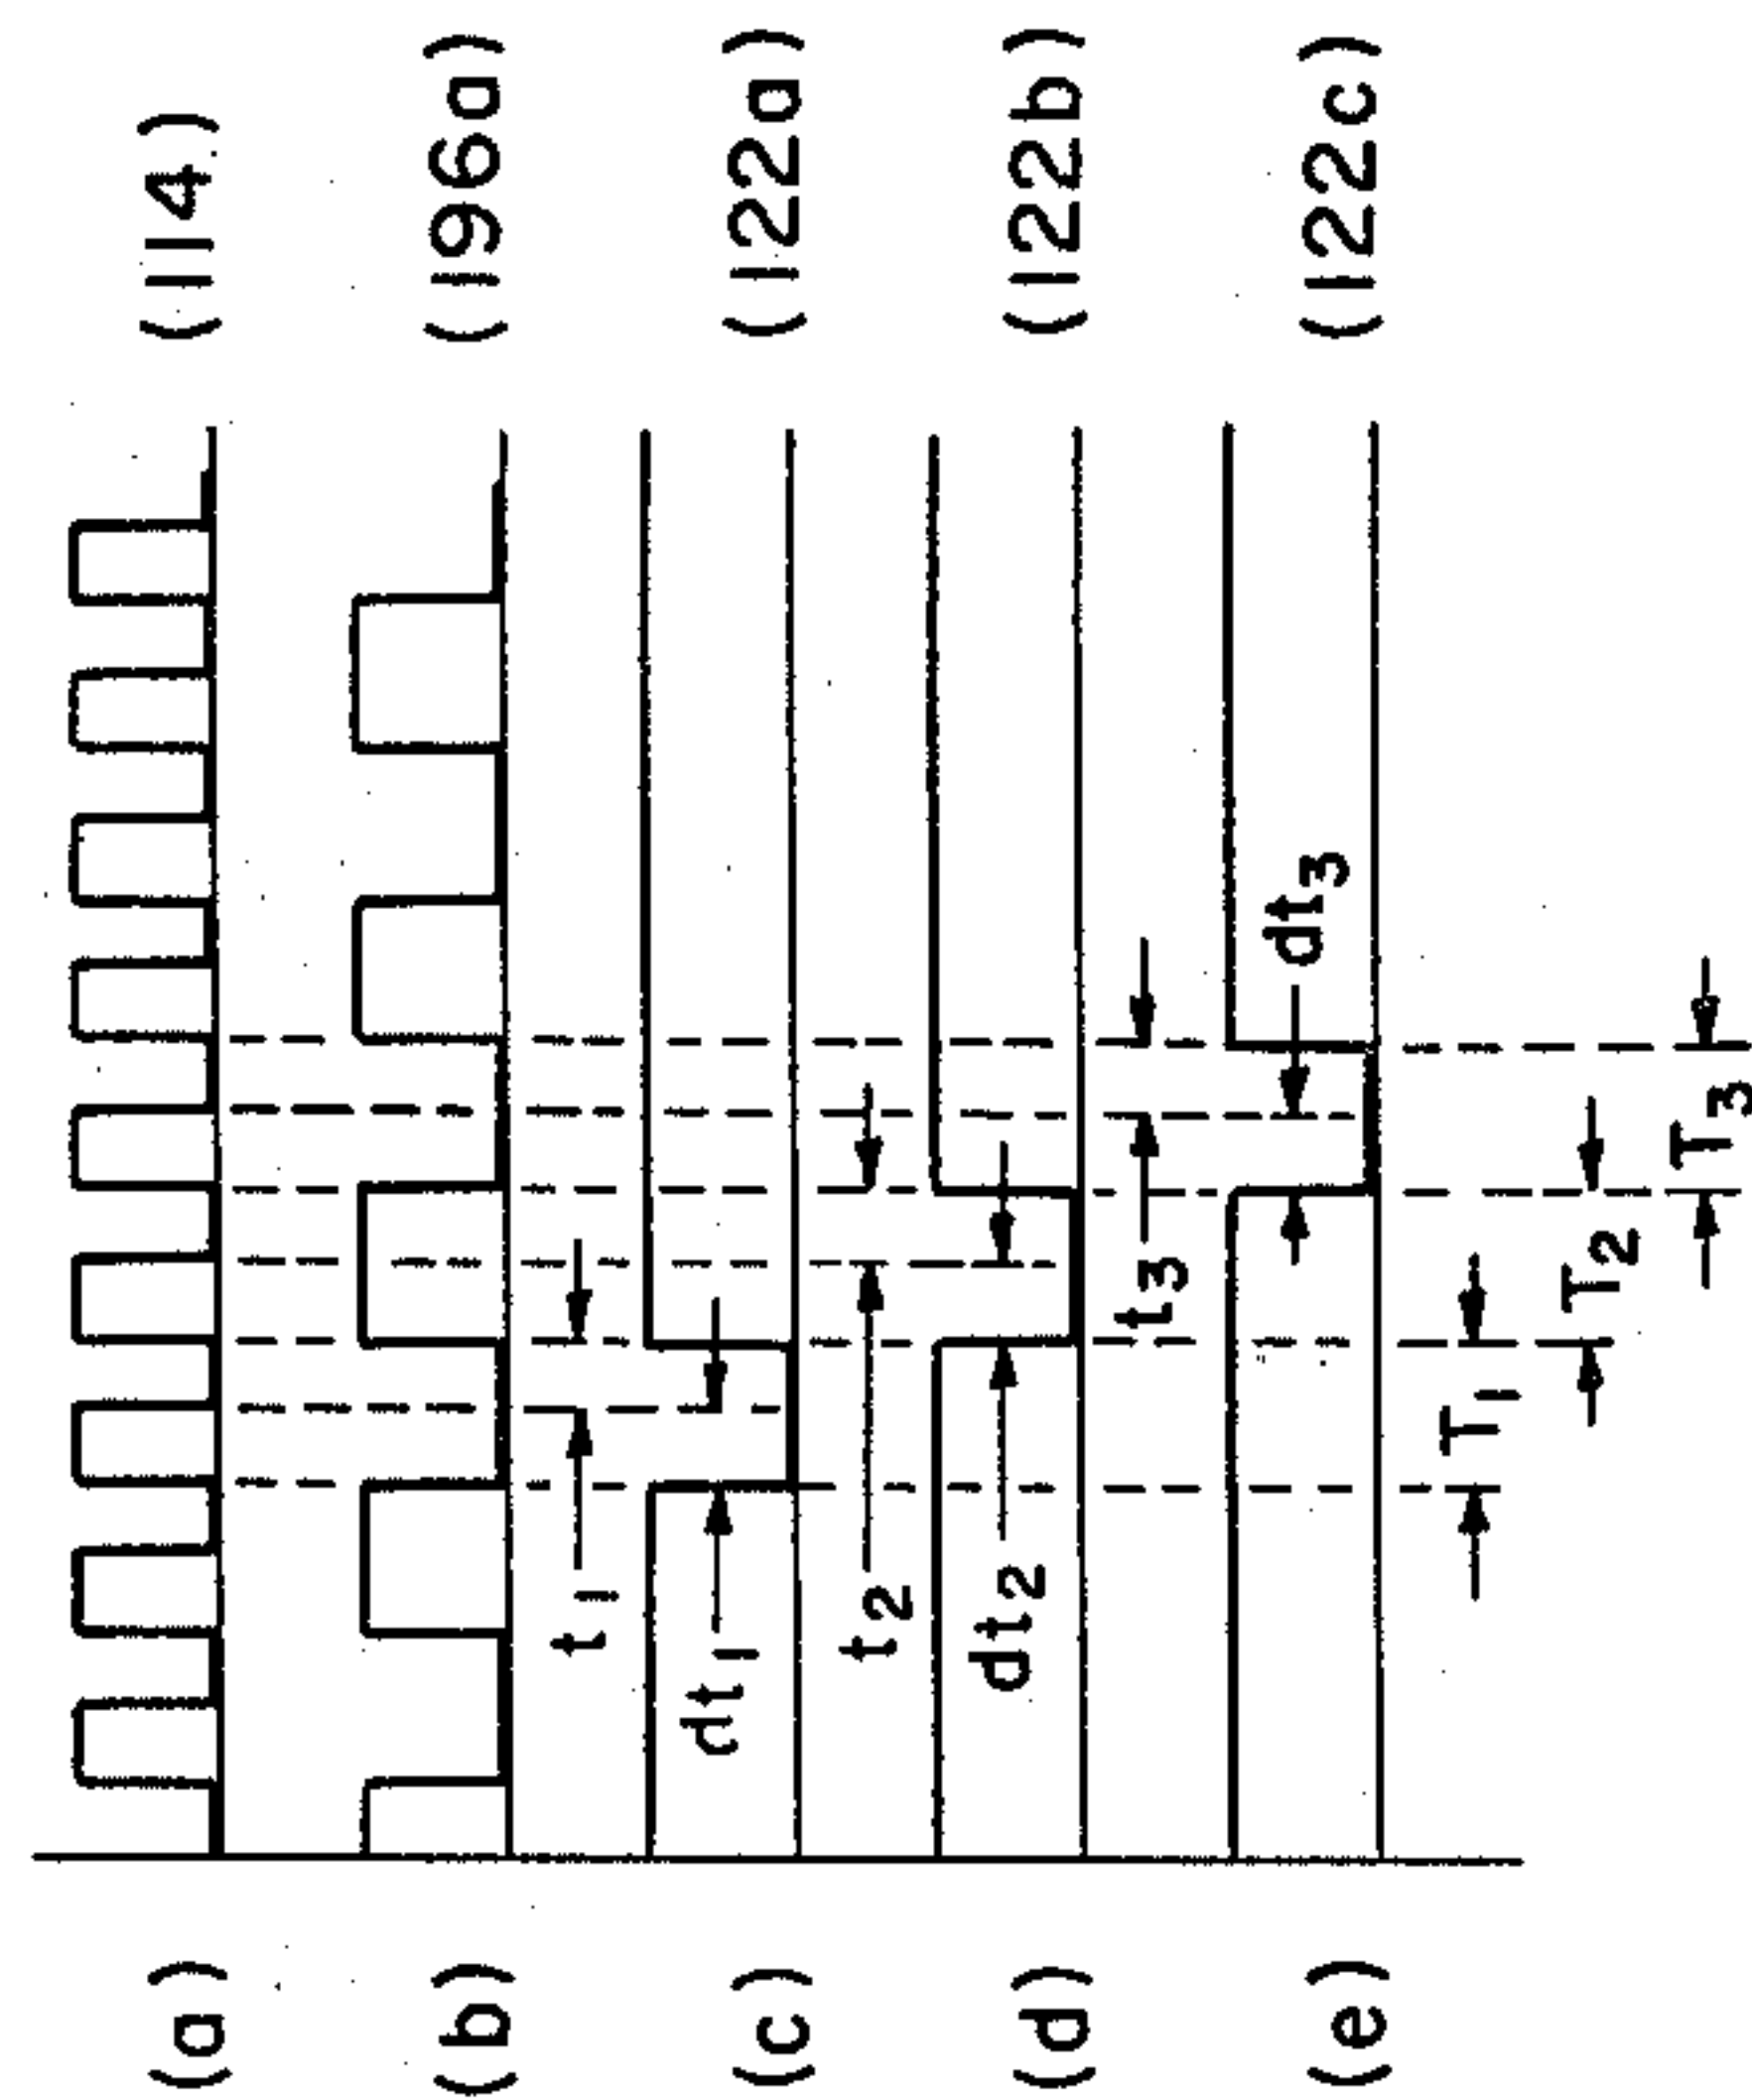 (a) (114)
(b) (196a)
t1
(c) (122a)
dt1
t2
(d) (122b)
dt2
t3
(e) (122c)
dt3
T1
T2
T3